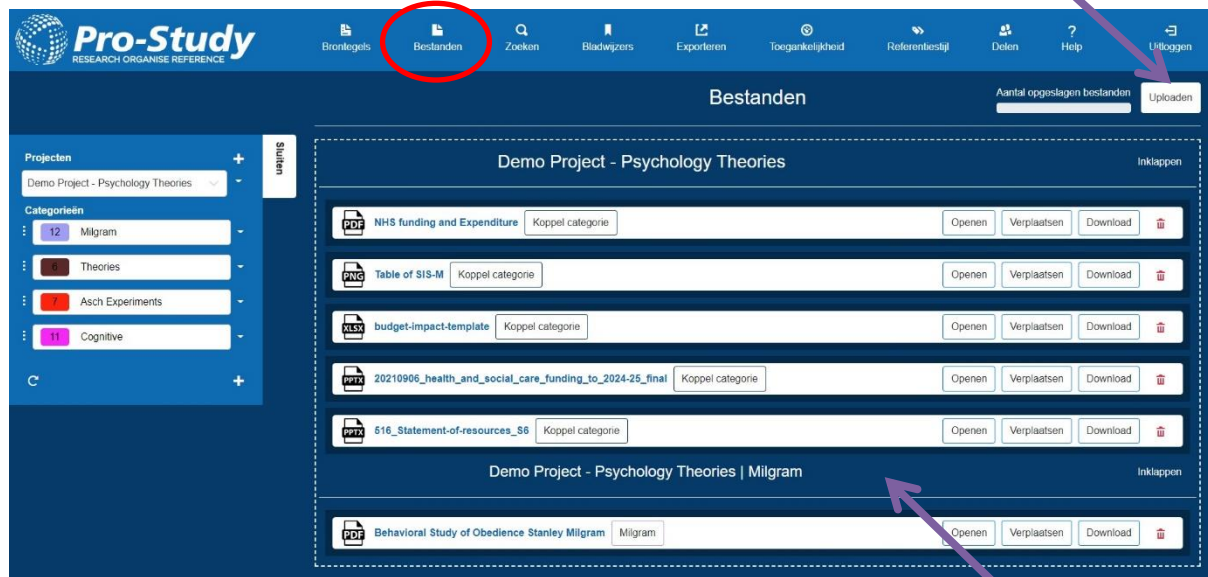 Pro-Study
RESEARCH ORGANISE REFERENCE
Brontegels Bestanden Zoeken Bladwijzers Exporteren Toegankelijkheid Referentiestijl Delen ? Help Uitloggen
Bestanden
Aantal opgeslagen bestanden
Uploaden
Projecten +
Demo Project - Psychology Theories
Categorieën
12 Milgram
6 Theories
7 Asch Experiments
11 Cognitive
+
Sluiten
Demo Project - Psychology Theories Inklappen
PDF NHS funding and Expenditure Koppel categorie Openen Verplaatsen Download
PNG Table of SIS-M Koppel categorie Openen Verplaatsen Download
XLSX budget-impact-template Koppel categorie Openen Verplaatsen Download
PPTX 20210906_health_and_social_care_funding_to_2024-25_final Koppel categorie Openen Verplaatsen Download
PPTX 516_Statement-of-resources_S6 Koppel categorie Openen Verplaatsen Download
Demo Project - Psychology Theories | Milgram Inklappen
PDF Behavioral Study of Obedience Stanley Milgram Milgram Openen Verplaatsen Download